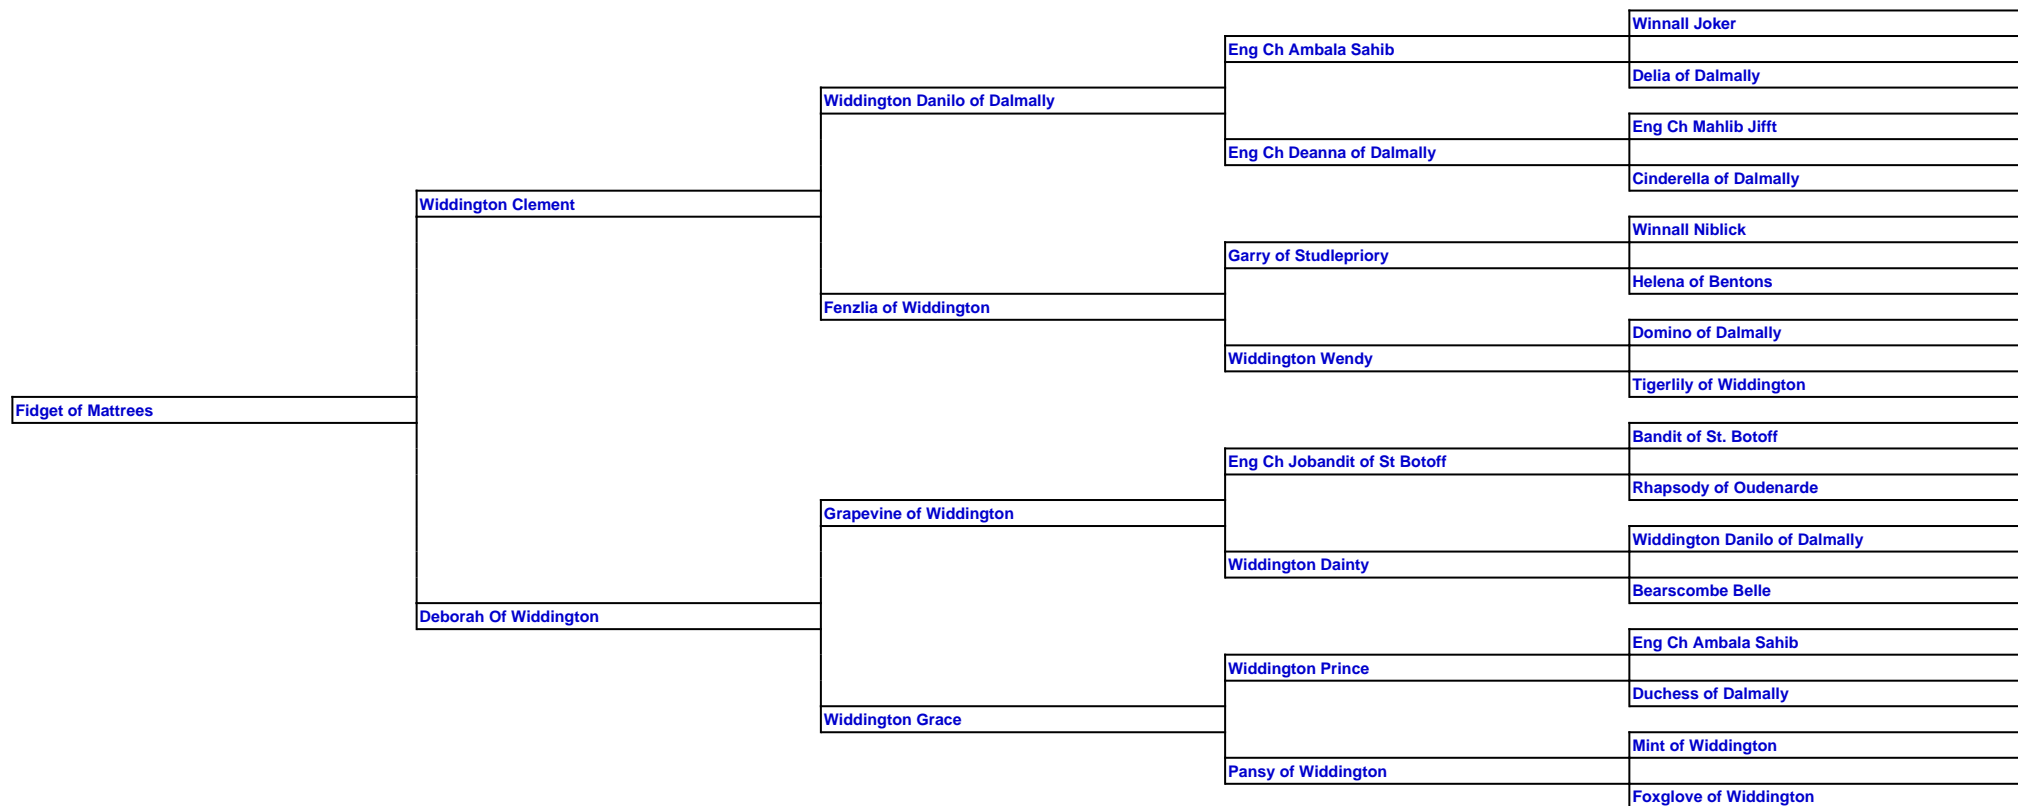 Winnall Joker
Eng Ch Ambala Sahib
Delia of Dalmally
Widdington Danilo of Dalmally
Eng Ch Mahlib Jifft
Eng Ch Deanna of Dalmally
Cinderella of Dalmally
Widdington Clement
Winnall Niblick
Garry of Studlepriory
Helena of Bentons
Fenzlia of Widdington
Domino of Dalmally
Widdington Wendy
Tigerlily of Widdington
Fidget of Mattrees
Bandit of St. Botoff
Eng Ch Jobandit of St Botoff
Rhapsody of Oudenarde
Grapevine of Widdington
Widdington Danilo of Dalmally
Widdington Dainty
Bearscombe Belle
Deborah Of Widdington
Eng Ch Ambala Sahib
Widdington Prince
Duchess of Dalmally
Widdington Grace
Mint of Widdington
Pansy of Widdington
Foxglove of Widdington